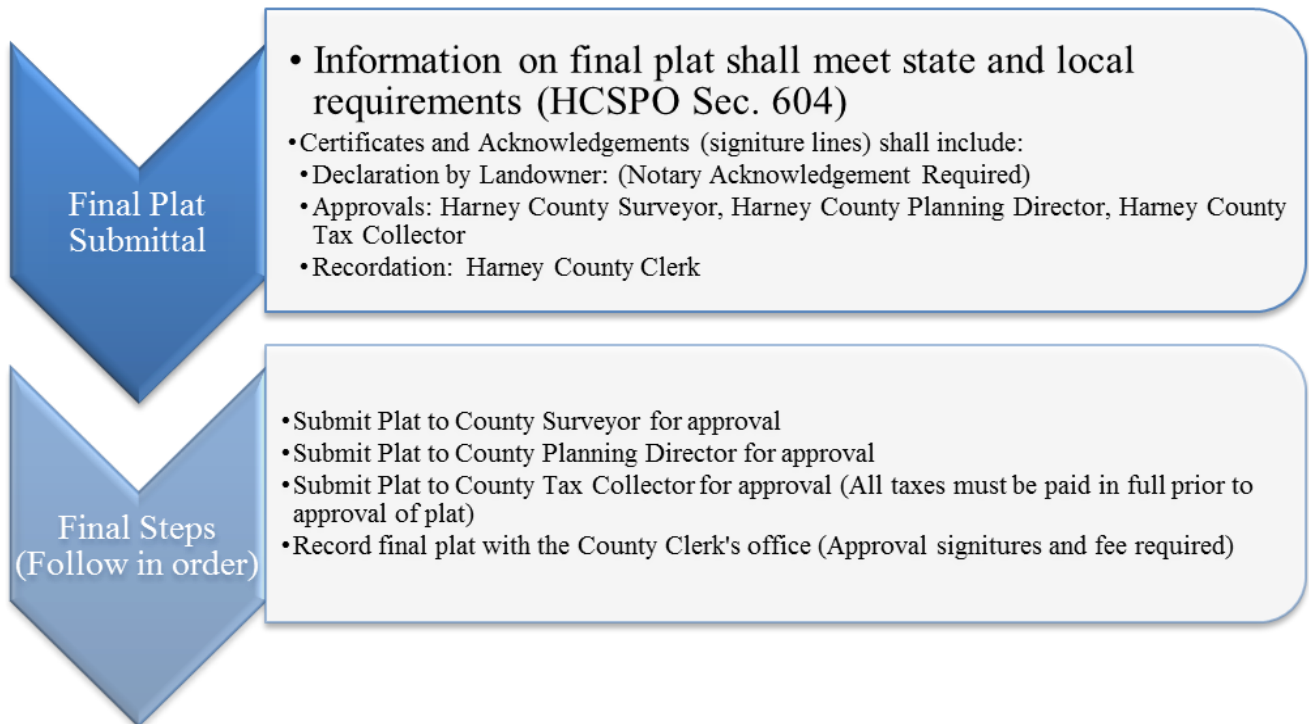 Final Plat
Submittal
• Information on final plat shall meet state and local
requirements (HCSPO Sec. 604)
•Certificates and Acknowledgements (signiture lines) shall include:
•Declaration by Landowner: (Notary Acknowledgement Required)
•Approvals: Harney County Surveyor, Harney County Planning Director, Harney County
Tax Collector
•Recordation: Harney County Clerk
Final Steps
(Follow in order)
•Submit Plat to County Surveyor for approval
•Submit Plat to County Planning Director for approval
•Submit Plat to County Tax Collector for approval (All taxes must be paid in full prior to
approval of plat)
•Record final plat with the County Clerk's office (Approval signitures and fee required)